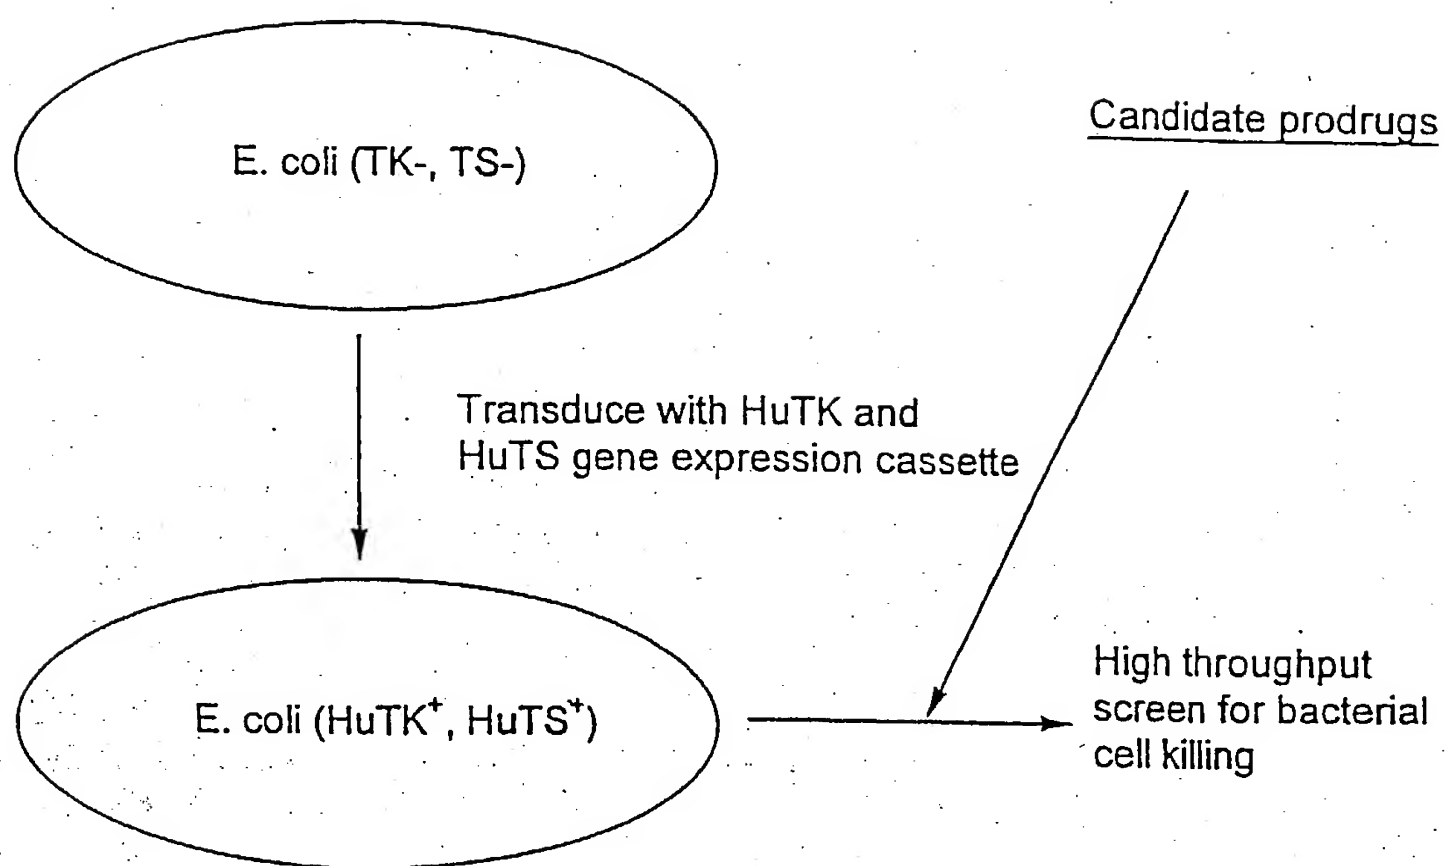 E. coli (TK-, TS-)
Candidate prodrugs
Transduce with HuTK and
HuTS gene expression cassette
E. coli (HuTK⁺, HuTS⁺)
High throughput
screen for bacterial
cell killing